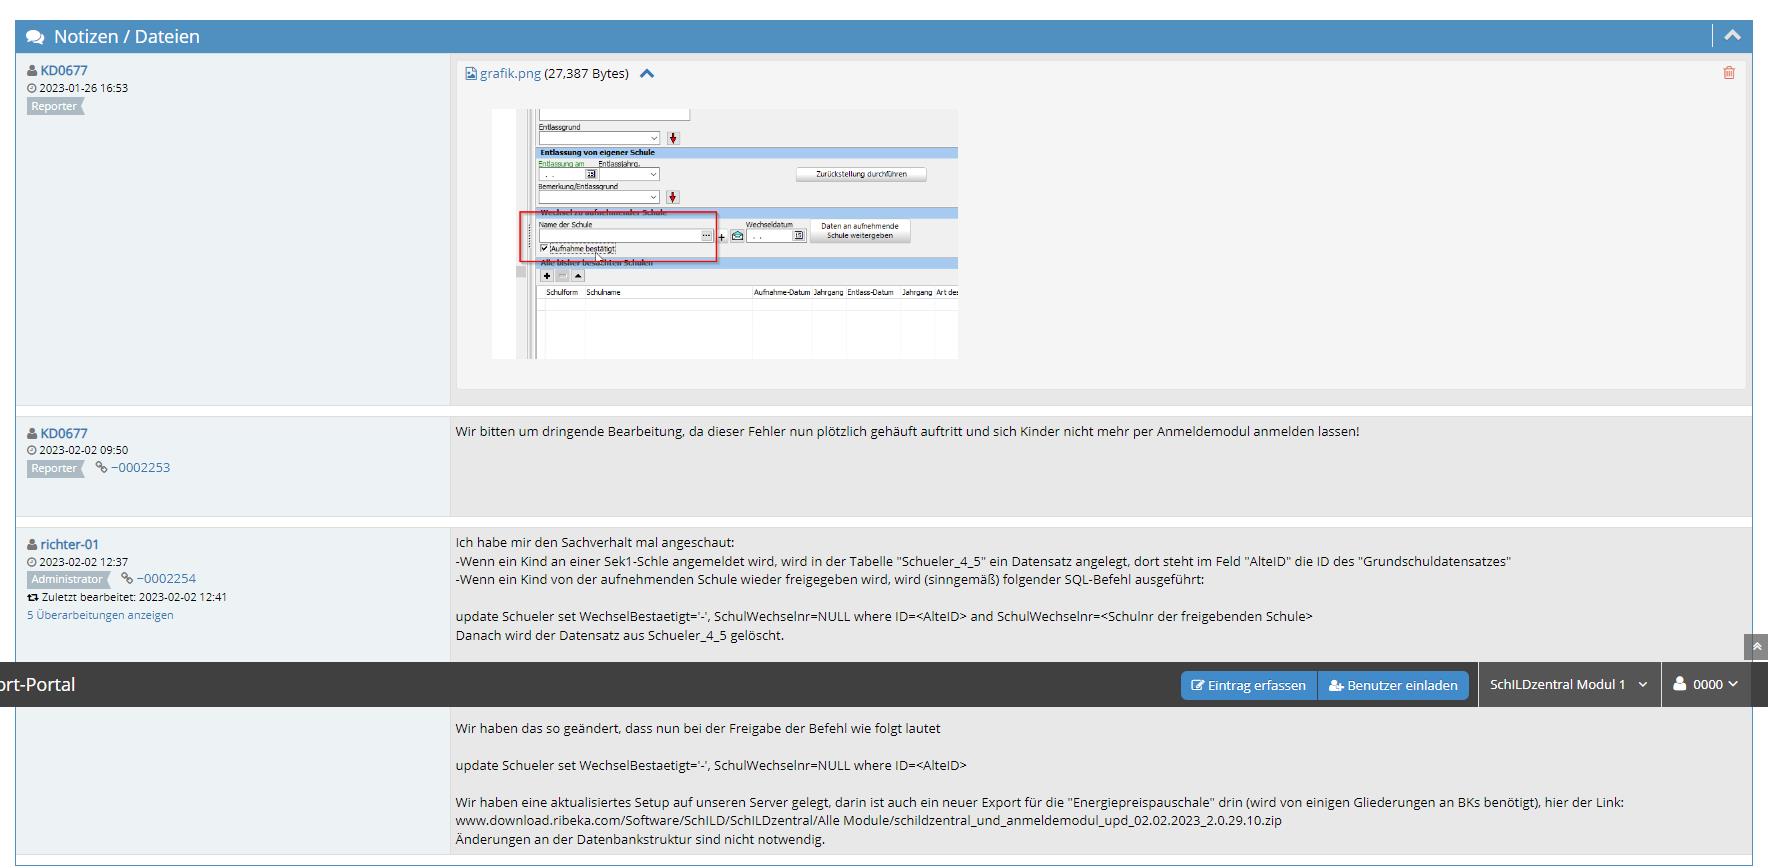 Notizen / Dateien
KD0677
2023-01-26 16:53
Reporter
grafik.png (27,387 Bytes)
Entlassgrund
Entlassung von eigener Schule
Entlassung am Entlassjahrg.
. .
Zurückstellung durchführen
Bemerkung/Entlassgrund
Wechsel zu aufnehmender Schule
Name der Schule
Wechseldatum
Daten an aufnehmende
Schule weitergeben
. .
Aufnahme bestätigt
Alle bisher besuchten Schulen
Schulform Schulname Aufnahme-Datum Jahrgang Entlass-Datum Jahrgang Art des
KD0677
2023-02-02 09:50
Reporter ~0002253
Wir bitten um dringende Bearbeitung, da dieser Fehler nun plötzlich gehäuft auftritt und sich Kinder nicht mehr per Anmeldemodul anmelden lassen!
richter-01
2023-02-02 12:37
Administrator ~0002254
Zuletzt bearbeitet: 2023-02-02 12:41
5 Überarbeitungen anzeigen
Ich habe mir den Sachverhalt mal angeschaut:
-Wenn ein Kind an einer Sek1-Schle angemeldet wird, wird in der Tabelle "Schueler_4_5" ein Datensatz angelegt, dort steht im Feld "AlteID" die ID des "Grundschuldatensatzes"
-Wenn ein Kind von der aufnehmenden Schule wieder freigegeben wird, wird (sinngemäß) folgender SQL-Befehl ausgeführt:
update Schueler set WechselBestaetigt='-', SchulWechselnr=NULL where ID=<AlteID> and SchulWechselnr=<Schulnr der freigebenden Schule>
Danach wird der Datensatz aus Schueler_4_5 gelöscht.
ort-Portal
Eintrag erfassen
Benutzer einladen
SchILDzentral Modul 1
0000
Wir haben das so geändert, dass nun bei der Freigabe der Befehl wie folgt lautet
update Schueler set WechselBestaetigt='-', SchulWechselnr=NULL where ID=<AlteID>
Wir haben eine aktualisiertes Setup auf unseren Server gelegt, darin ist auch ein neuer Export für die "Energiepreispauschale" drin (wird von einigen Gliederungen an BKs benötigt), hier der Link:
www.download.ribeka.com/Software/SchILD/SchILDzentral/Alle Module/schildzentral_und_anmeldemodul_upd_02.02.2023_2.0.29.10.zip
Änderungen an der Datenbankstruktur sind nicht notwendig.